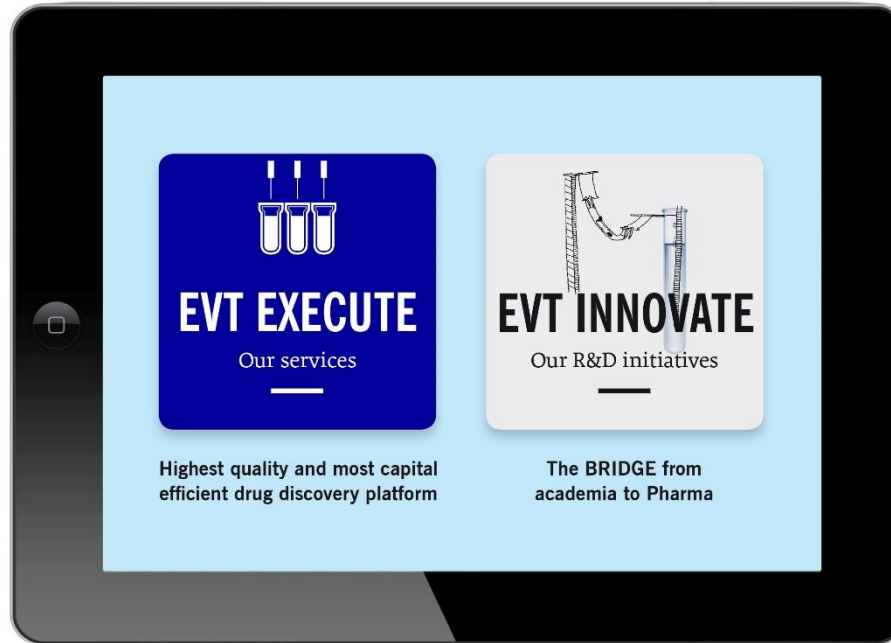 EVT EXECUTE
Our services
Highest quality and most capital
efficient drug discovery platform
EVT INNOVATE
Our R&D initiatives
The BRIDGE from
academia to Pharma